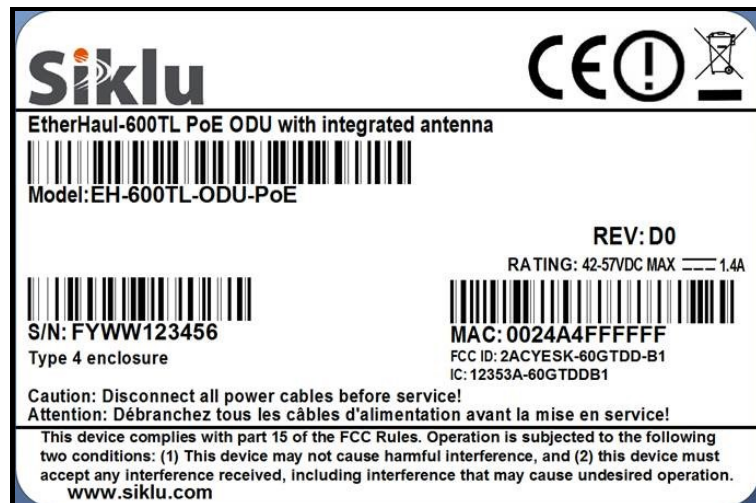 Siklu
CE
EtherHaul-600TL PoE ODU with integrated antenna
Model:EH-600TL-ODU-PoE
REV: D0
RATING: 42-57VDC MAX 1.4A
S/N: FYWW123456
MAC: 0024A4FFFFFF
Type 4 enclosure
FCC ID: 2ACYESK-60GTDD-B1
IC: 12353A-60GTDDB1
Caution: Disconnect all power cables before service!
Attention: Débranchez tous les câbles d'alimentation avant la mise en service!
This device complies with part 15 of the FCC Rules. Operation is subjected to the following
two conditions: (1) This device may not cause harmful interference, and (2) this device must
accept any interference received, including interference that may cause undesired operation.
www.siklu.com